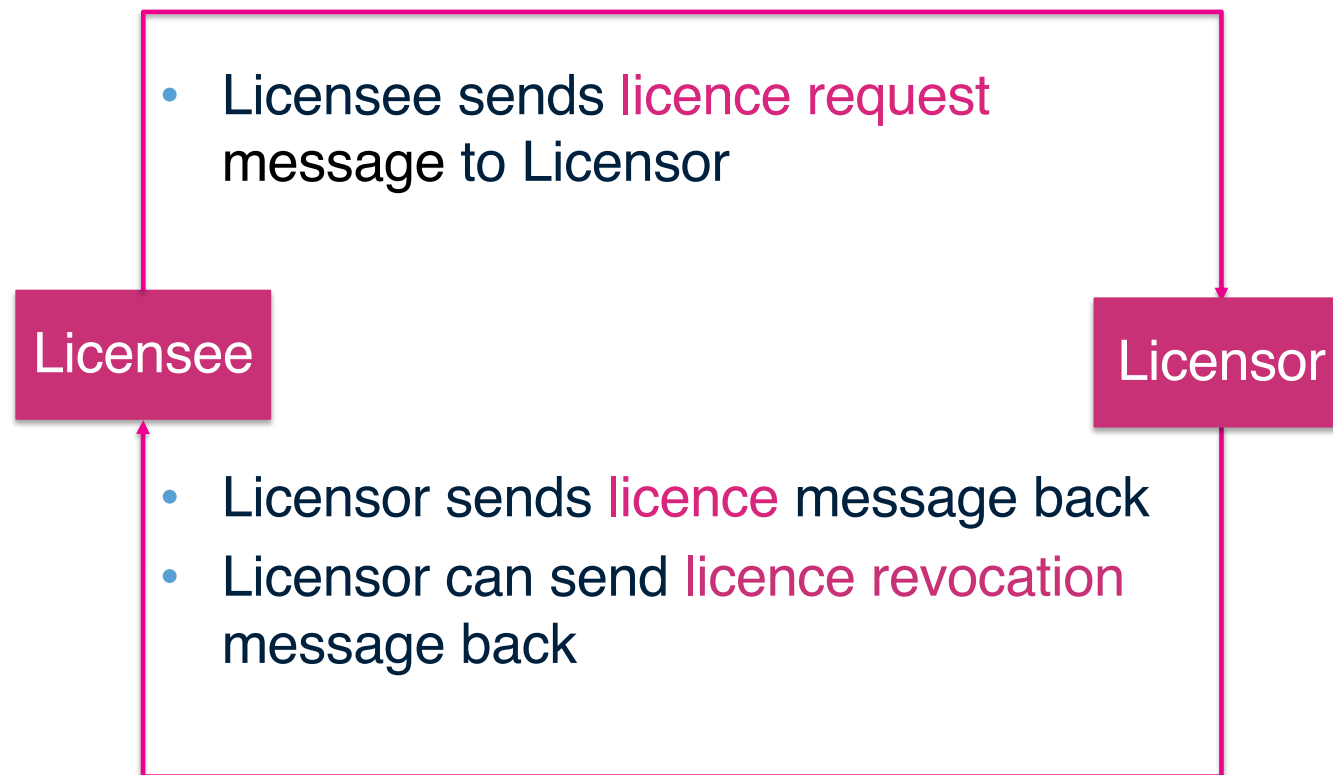 • Licensee sends licence request
message to Licensor
Licensee
Licensor
• Licensor sends licence message back
• Licensor can send licence revocation
message back